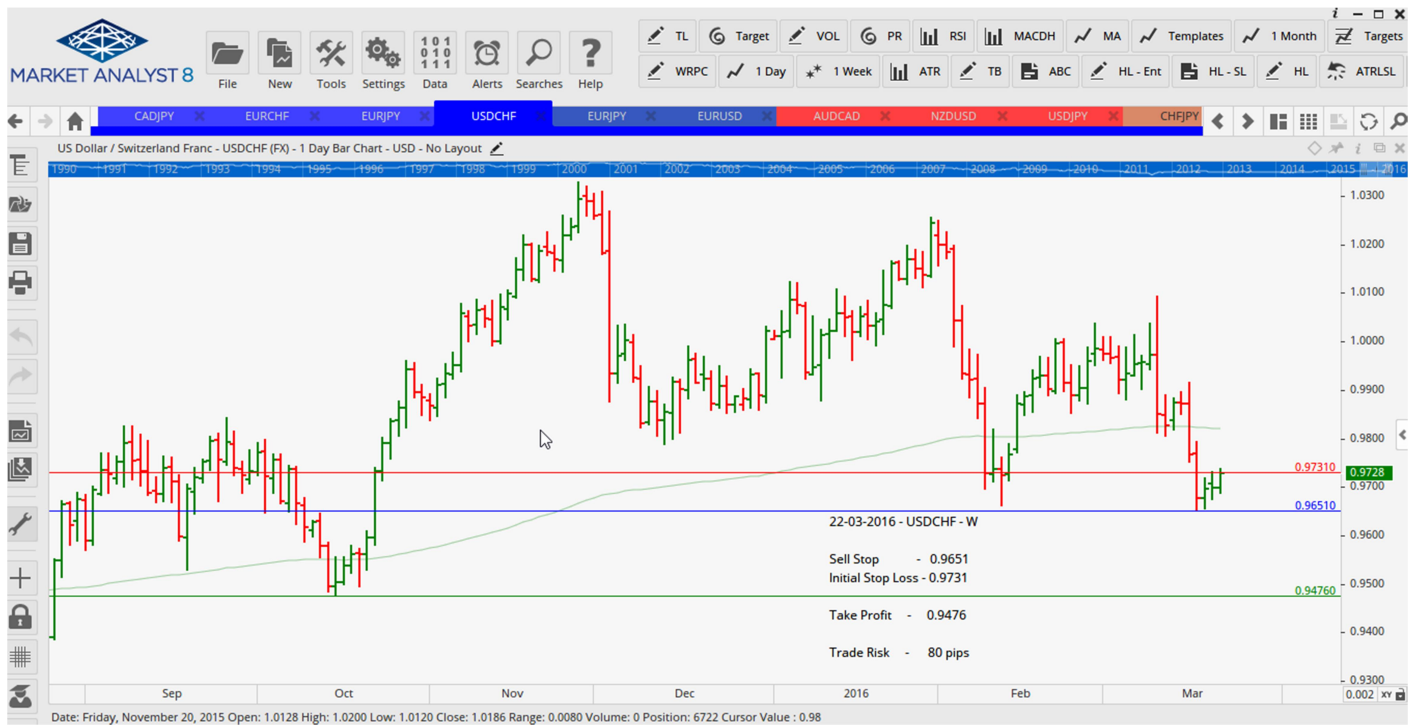 MARKET ANALYST 8
File New Tools Settings Data Alerts Searches Help
101
010
111
TL Target VOL PR RSI MACDH MA Templates 1 Month Targets
WRPC 1 Day 1 Week ATR TB ABC HL - Ent HL - SL HL ATRLSL
CADJPY EURCHF EURJPY USDCHF EURJPY EURUSD AUDCAD NZDUSD USDJPY CHFJPY
US Dollar / Switzerland Franc - USDCHF (FX) - 1 Day Bar Chart - USD - No Layout
1990 1991 1992 1993 1994 1995 1996 1997 1998 1999 2000 2001 2002 2003 2004 2005 2006 2007 2008 2009 2010 2011 2012 2013 2014 2015 2016
1.0300
1.0200
1.0100
1.0000
0.9900
0.9800
0.97310
0.9728
0.9700
0.96510
22-03-2016 - USDCHF - W
0.9600
Sell Stop - 0.9651
Initial Stop Loss - 0.9731
0.9500
0.94760
Take Profit - 0.9476
0.9400
Trade Risk - 80 pips
0.9300
Sep Oct Nov Dec 2016 Feb Mar
0.002 XY
Date: Friday, November 20, 2015 Open: 1.0128 High: 1.0200 Low: 1.0120 Close: 1.0186 Range: 0.0080 Volume: 0 Position: 6722 Cursor Value : 0.98